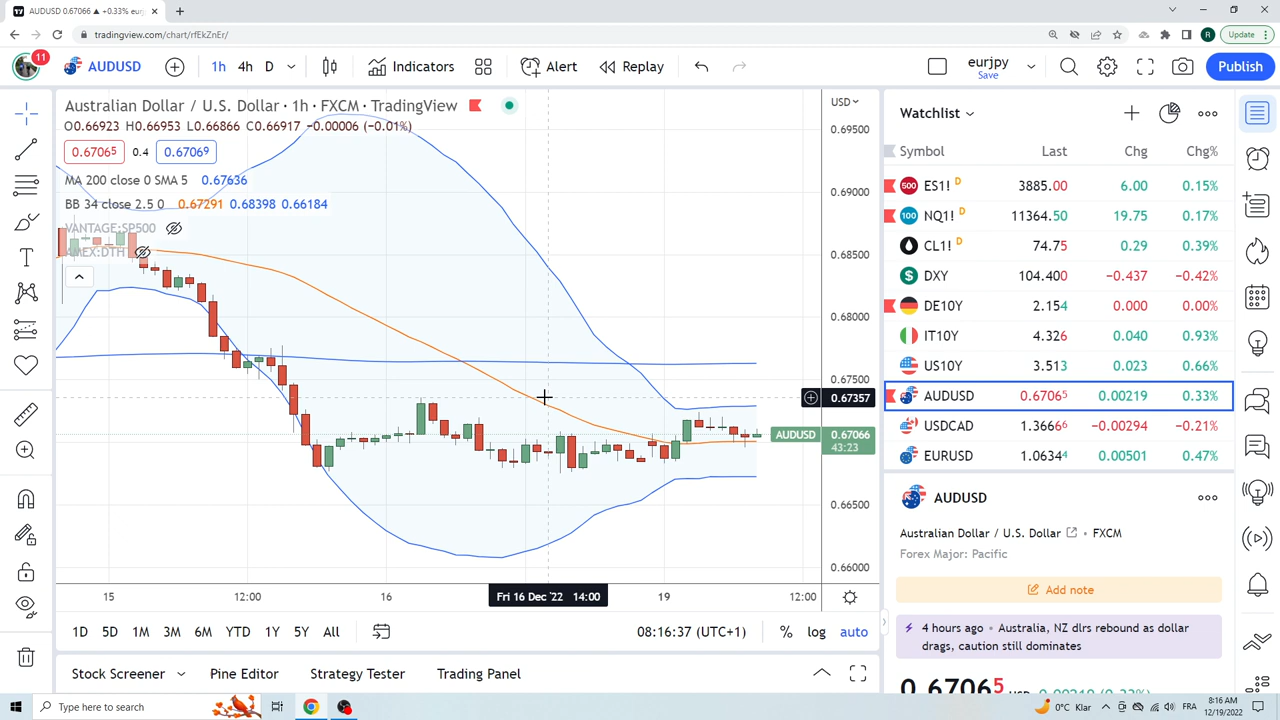 AUDUSD 0.67066 ▲ +0.33% eurj
tradingview.com/chart/rfEkZnEr/
Update
11
AUDUSD
1h 4h D
Indicators
Alert
Replay
eurjpy
Save
Publish
Australian Dollar / U.S. Dollar · 1h · FXCM · TradingView
O0.66923 H0.66953 L0.66866 C0.66917 −0.00006 (−0.01%)
0.67065 0.4 0.67069
MA 200 close 0 SMA 5 0.67636
BB 34 close 2.5 0 0.67291 0.68398 0.66184
VANTAGE:SP500
AMEX:DTH
USD
0.69500
0.69000
0.68500
0.68000
0.67500
0.67357
AUDUSD 0.67066
43:23
0.66500
0.66000
15 12:00 16 Fri 16 Dec '22 14:00 19 12:00
1D 5D 1M 3M 6M YTD 1Y 5Y All
08:16:37 (UTC+1) % log auto
Stock Screener Pine Editor Strategy Tester Trading Panel
Watchlist
Symbol Last Chg Chg%
500 ES1! D 3885.00 6.00 0.15%
100 NQ1! D 11364.50 19.75 0.17%
CL1! D 74.75 0.29 0.39%
$ DXY 104.400 −0.437 −0.42%
DE10Y 2.154 0.000 0.00%
IT10Y 4.326 0.040 0.93%
US10Y 3.513 0.023 0.66%
AUDUSD 0.67065 0.00219 0.33%
USDCAD 1.36666 −0.00294 −0.21%
EURUSD 1.06344 0.00501 0.47%
AUDUSD
Australian Dollar / U.S. Dollar · FXCM
Forex Major: Pacific
Add note
4 hours ago · Australia, NZ dlrs rebound as dollar
drags, caution still dominates
0.67065 USD 0.00219 (0.33%)
Type here to search
0°C Klar
FRA
8:16 AM
12/19/2022